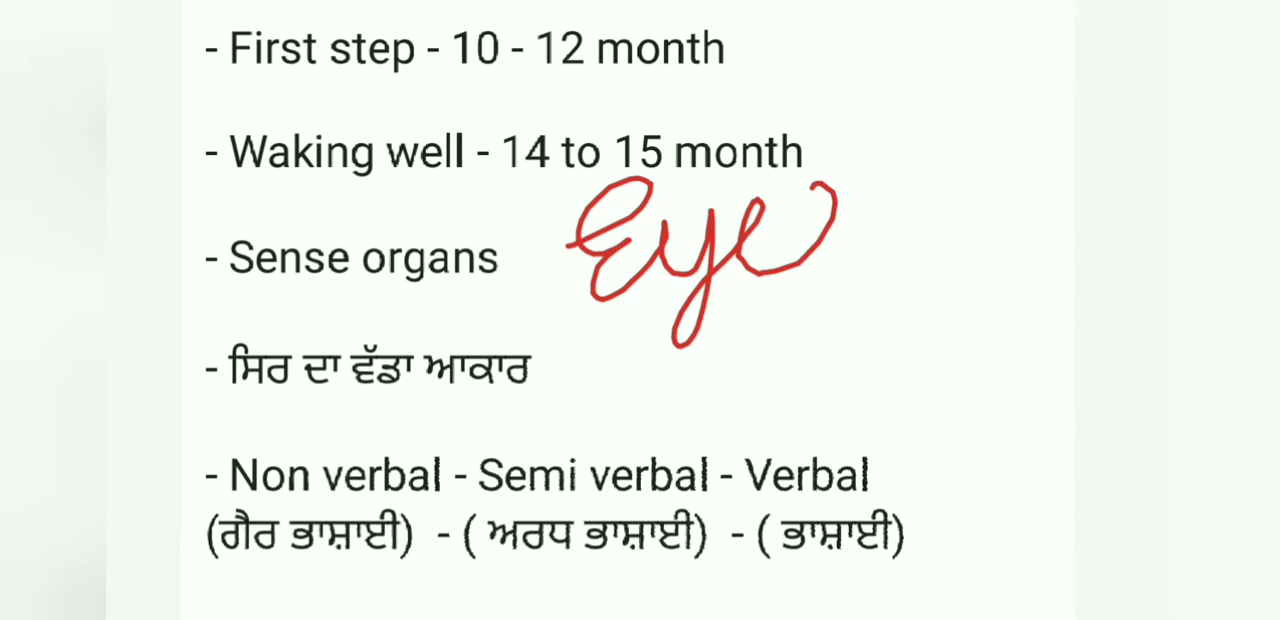 - First step - 10 - 12 month
- Waking well - 14 to 15 month
- Sense organs Eye
- ਸਿਰ ਦਾ ਵੱਡਾ ਆਕਾਰ
- Non verbal - Semi verbal - Verbal
(ਗੈਰ ਭਾਸ਼ਾਈ) - ( ਅਰਧ ਭਾਸ਼ਾਈ) - ( ਭਾਸ਼ਾਈ)